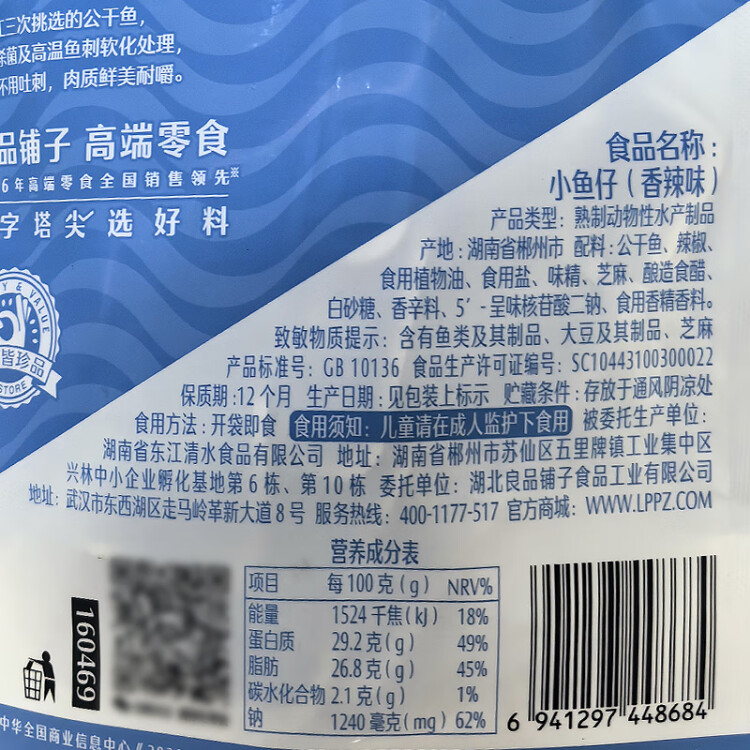 三次挑选的公干鱼，
杀菌及高温鱼刺软化处理，
不用吐刺，肉质鲜美耐嚼。
品铺子 高端零食
6年高端零食全国销售领先※
字塔尖选好料
Y & VALUE
皆珍品
STORE
食品名称：
小鱼仔（香辣味）
产品类型：熟制动物性水产制品
产地：湖南省郴州市 配料：公干鱼、辣椒、
食用植物油、食用盐、味精、芝麻、酿造食醋、
白砂糖、香辛料、5′-呈味核苷酸二钠、食用香精香料。
致敏物质提示：含有鱼类及其制品、大豆及其制品、芝麻
产品标准号：GB 10136 食品生产许可证编号：SC10443100300022
保质期：12个月 生产日期：见包装上标示 贮藏条件：存放于通风阴凉处
食用方法：开袋即食 食用须知：儿童请在成人监护下食用 被委托生产单位：
湖南省东江清水食品有限公司 地址：湖南省郴州市苏仙区五里牌镇工业集中区
兴林中小企业孵化基地第6栋、第10栋 委托单位：湖北良品铺子食品工业有限公司
地址：武汉市东西湖区走马岭革新大道8号 服务热线：400-1177-517 官方商城：WWW.LPPZ.COM
营养成分表
项目 每100克(g) NRV%
能量 1524千焦(kJ) 18%
蛋白质 29.2克(g) 49%
脂肪 26.8克(g) 45%
碳水化合物 2.1克(g) 1%
钠 1240毫克(mg) 62%
160469
6 941297 448684
中华全国商业信息中心《20